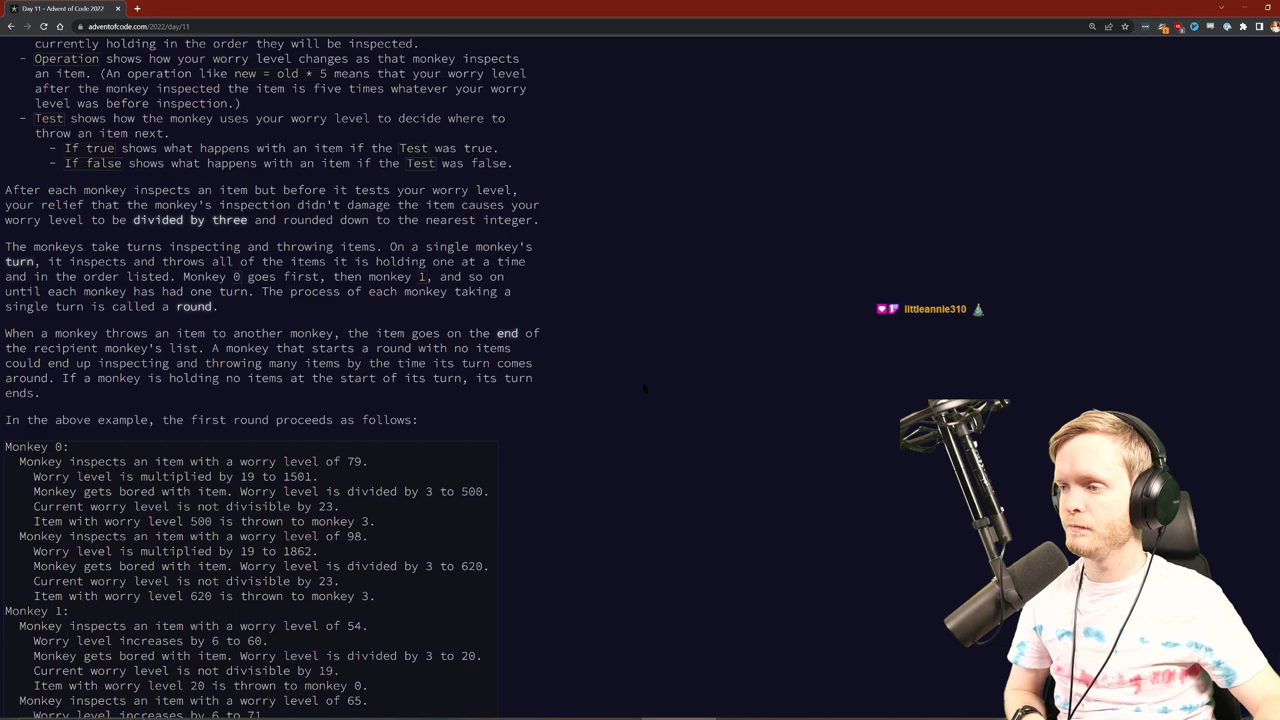 Day 11 - Advent of Code 2022
adventofcode.com/2022/day/11
currently holding in the order they will be inspected.
- Operation shows how your worry level changes as that monkey inspects
an item. (An operation like new = old * 5 means that your worry level
after the monkey inspected the item is five times whatever your worry
level was before inspection.)
- Test shows how the monkey uses your worry level to decide where to
throw an item next.
- If true shows what happens with an item if the Test was true.
- If false shows what happens with an item if the Test was false.
After each monkey inspects an item but before it tests your worry level,
your relief that the monkey's inspection didn't damage the item causes your
worry level to be divided by three and rounded down to the nearest integer.
The monkeys take turns inspecting and throwing items. On a single monkey's
turn, it inspects and throws all of the items it is holding one at a time
and in the order listed. Monkey 0 goes first, then monkey 1, and so on
until each monkey has had one turn. The process of each monkey taking a
single turn is called a round.
When a monkey throws an item to another monkey, the item goes on the end of
the recipient monkey's list. A monkey that starts a round with no items
could end up inspecting and throwing many items by the time its turn comes
around. If a monkey is holding no items at the start of its turn, its turn
ends.
In the above example, the first round proceeds as follows:
Monkey 0:
Monkey inspects an item with a worry level of 79.
Worry level is multiplied by 19 to 1501.
Monkey gets bored with item. Worry level is divided by 3 to 500.
Current worry level is not divisible by 23.
Item with worry level 500 is thrown to monkey 3.
Monkey inspects an item with a worry level of 98.
Worry level is multiplied by 19 to 1862.
Monkey gets bored with item. Worry level is divided by 3 to 620.
Current worry level is not divisible by 23.
Item with worry level 620 is thrown to monkey 3.
Monkey 1:
Monkey inspects an item with a worry level of 54.
Worry level increases by 6 to 60.
Monkey gets bored with item. Worry level is divided by 3 to 20.
Current worry level is not divisible by 19.
Item with worry level 20 is thrown to monkey 0.
Monkey inspects an item with a worry level of 65.
Worry level increases by 6 to 71.
littleannie310